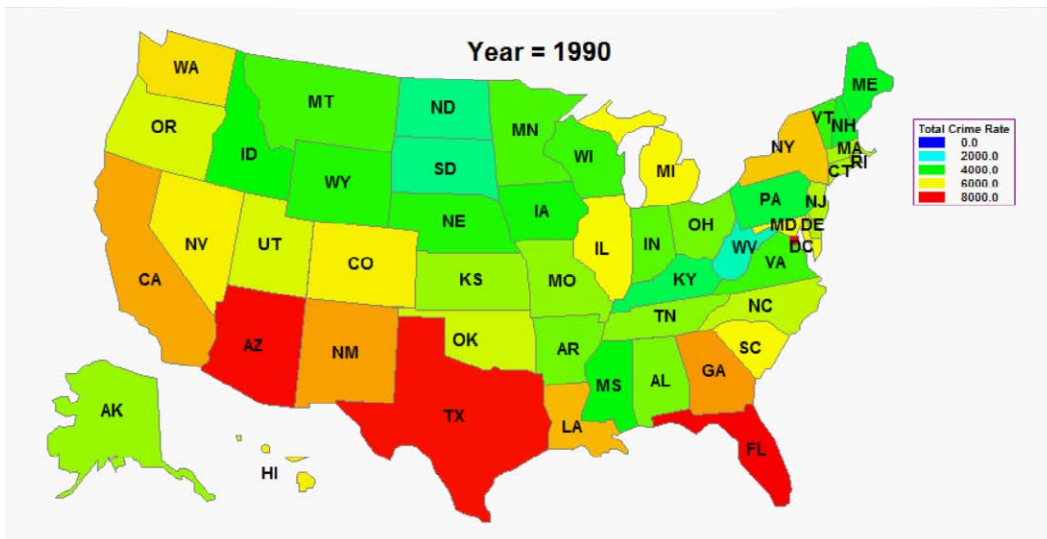 Year = 1990
WA
MT
ND
MN
ME
VT
NH
OR
ID
WY
SD
WI
MI
NY
MA
RI
CT
Total Crime Rate
0.0
2000.0
4000.0
6000.0
8000.0
NV
UT
CO
NE
IA
IL
IN
OH
PA
NJ
MD
DE
DC
WV
VA
CA
KS
MO
KY
AZ
NM
OK
AR
TN
NC
SC
AK
TX
LA
MS
AL
GA
HI
FL